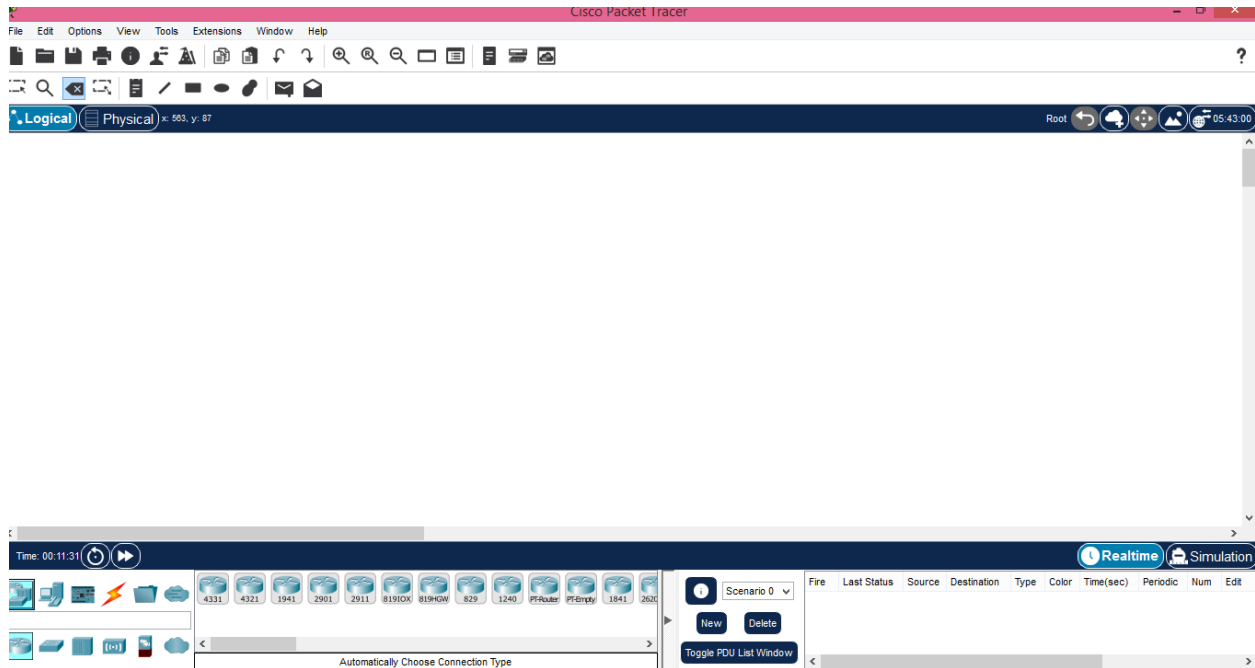 Cisco Packet Tracer
File Edit Options View Tools Extensions Window Help
?
Logical Physical x: 563, y: 87 Root 05:43:00
Time: 00:11:31 Realtime Simulation
4331 4321 1941 2901 2911 819IOX 819HGW 829 1240 PT-Router PT-Empty 1841 2620
Scenario 0
Fire Last Status Source Destination Type Color Time(sec) Periodic Num Edit
New Delete
Toggle PDU List Window
Automatically Choose Connection Type